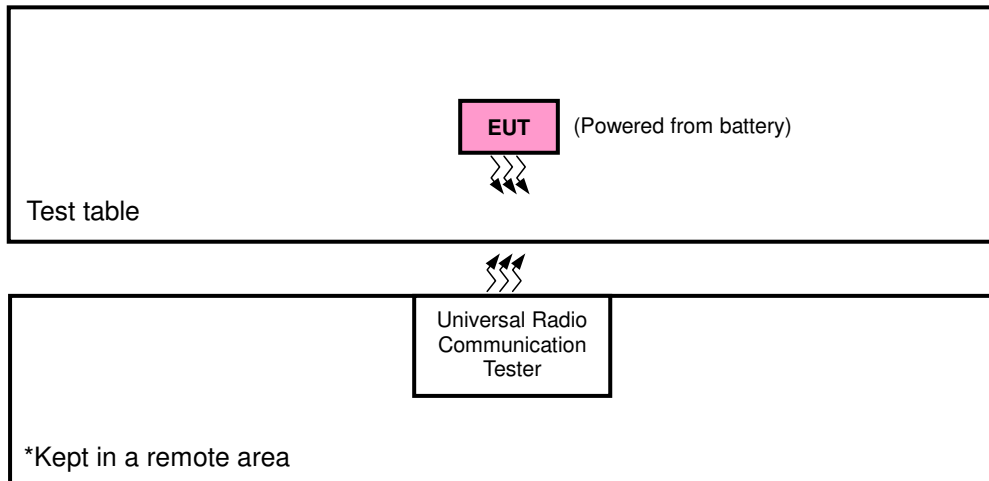 EUT
(Powered from battery)
Test table
Universal Radio
Communication
Tester
*Kept in a remote area